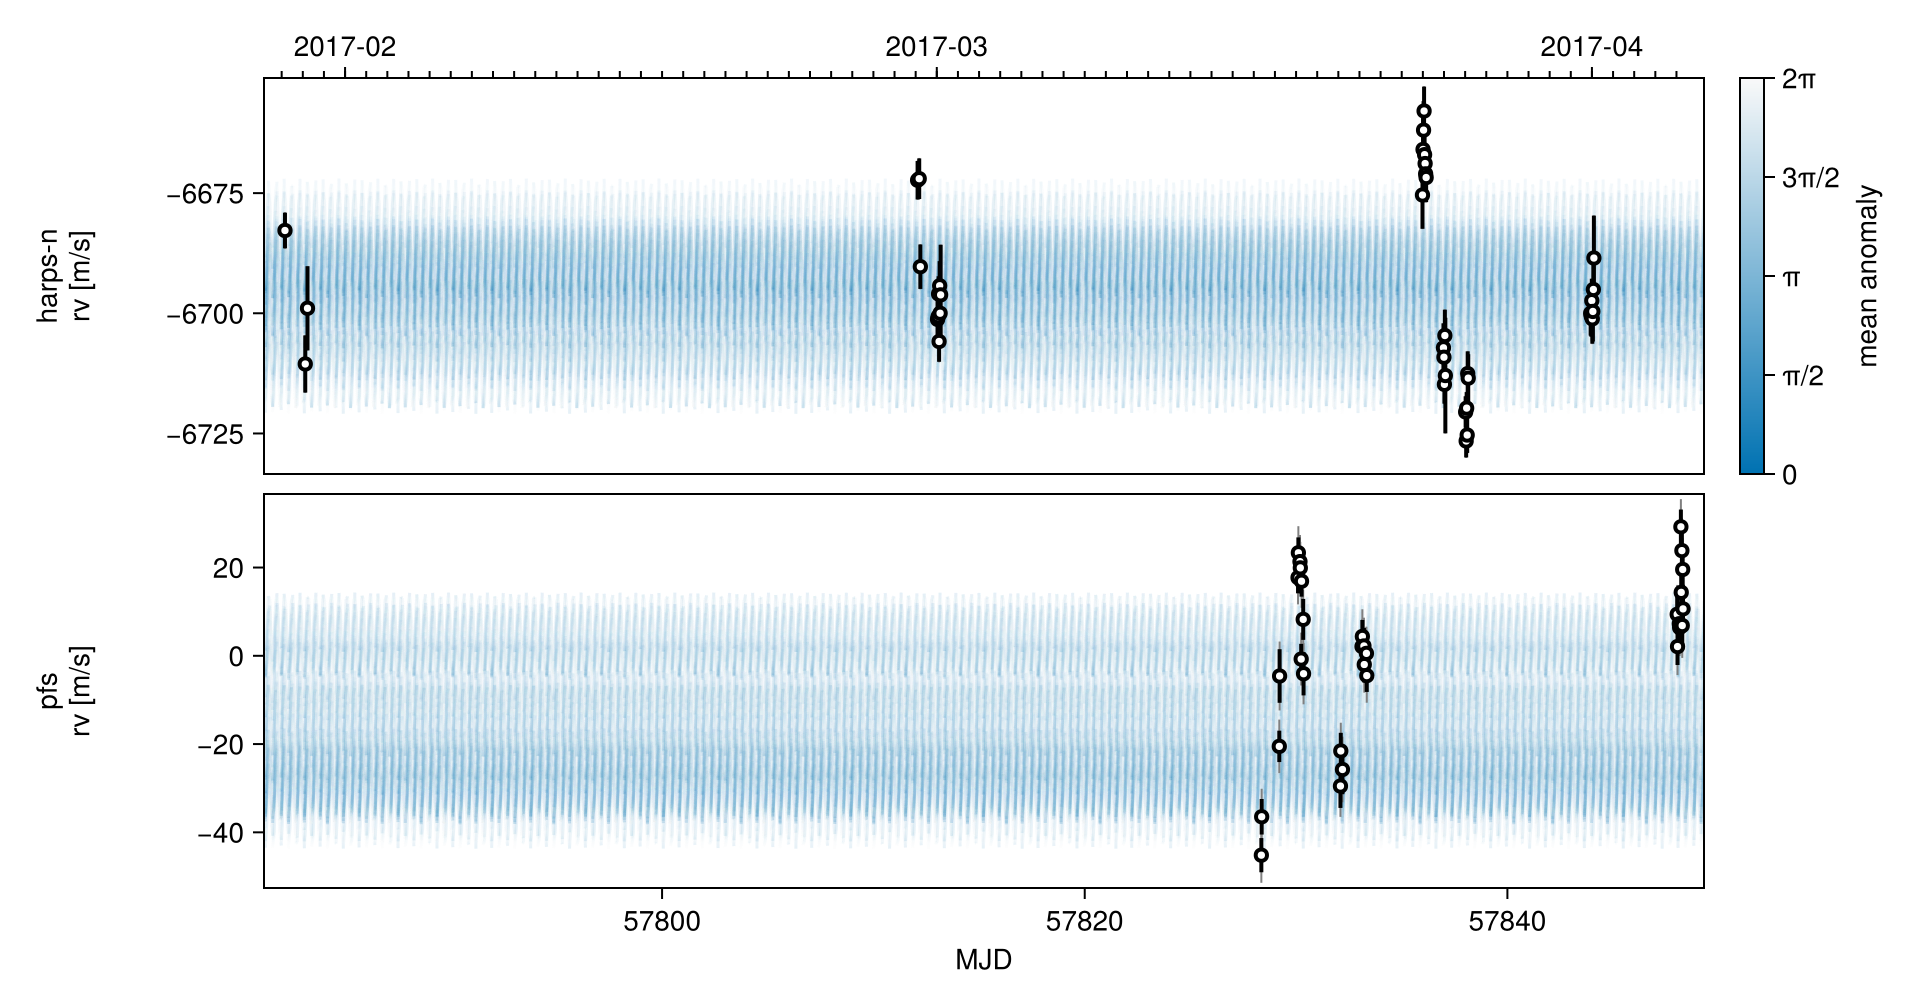 2017-02 2017-03 2017-04
harps-n
rv [m/s]
−6675
−6700
−6725
2π
3π/2
π
π/2
0
mean anomaly
pfs
rv [m/s]
20
0
−20
−40
57800 57820 57840
MJD